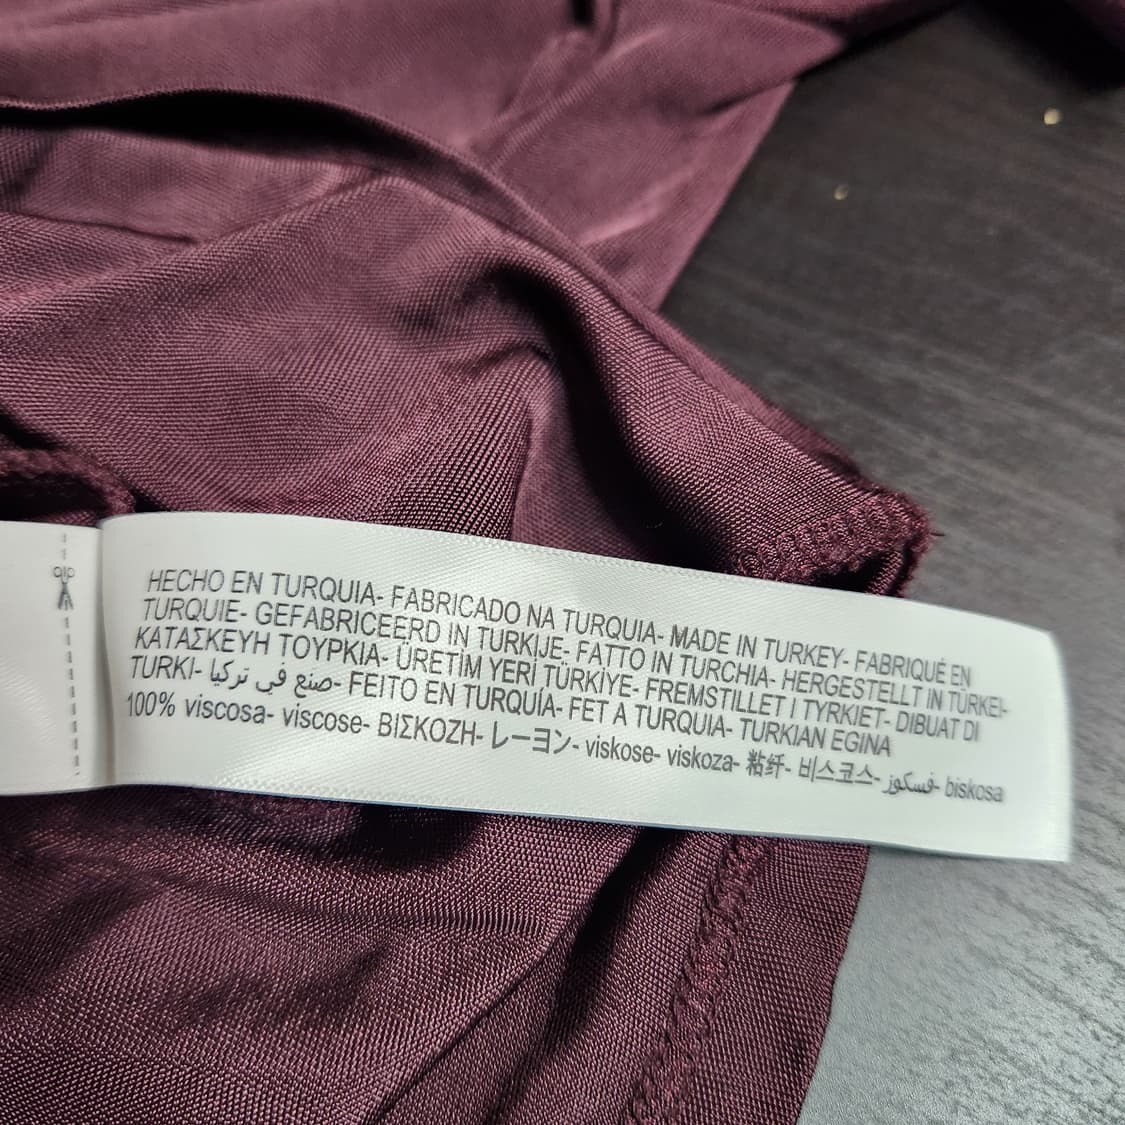 HECHO EN TURQUIA- FABRICADO NA TURQUIA- MADE IN TURKEY- FABRIQUÉ EN
TURQUIE- GEFABRICEERD IN TURKIJE- FATTO IN TURCHIA- HERGESTELLT IN TÜRKEI-
ΚΑΤΑΣΚΕΥΗ ΤΟΥΡΚΙΑ- ÜRETİM YERİ TÜRKİYE- FREMSTILLET I TYRKIET- DIBUAT DI
TURKI- صنع في تركيا- FEITO EN TURQUÍA- FET A TURQUIA- TURKIAN EGINA
100% viscosa- viscose- ΒΙΣΚΟΖΗ- レーヨン- viskose- viskoza- 粘纤- 비스코스- فسكوز- biskosa